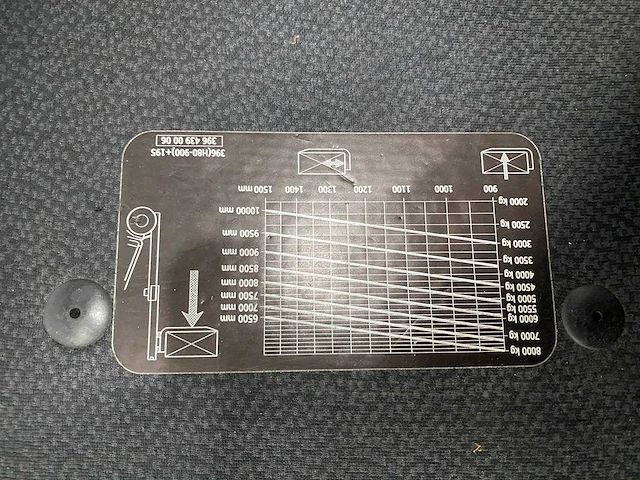 8000 kg
7000 kg
6000 kg
5500 kg
5000 kg
4500 kg
4000 kg
3500 kg
3000 kg
2500 kg
2000 kg
6500 mm
7000 mm
7500 mm
8000 mm
8500 mm
9000 mm
9500 mm
10000 mm
900 1000 1100 1200 1300 1400 1500 mm
396(H80-900)+195
396 439 00 06